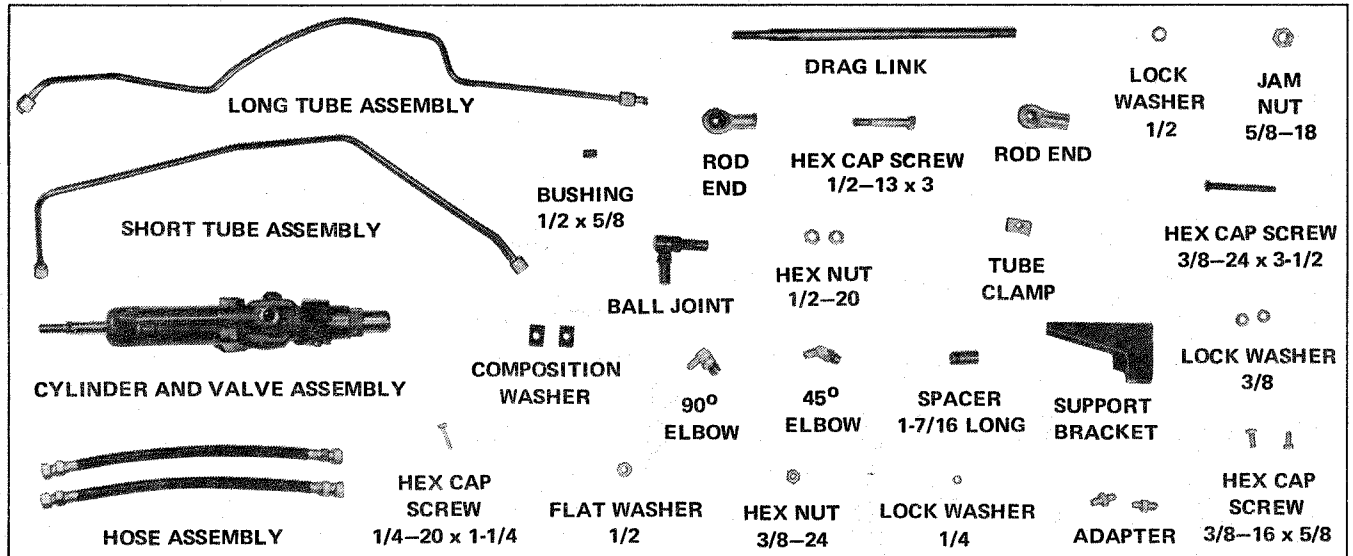 DRAG LINK
LONG TUBE ASSEMBLY
LOCK
WASHER
1/2
JAM
NUT
5/8–18
ROD
END
HEX CAP SCREW
1/2–13 x 3
ROD END
BUSHING
1/2 x 5/8
SHORT TUBE ASSEMBLY
HEX CAP SCREW
3/8–24 x 3-1/2
BALL JOINT
HEX NUT
1/2–20
TUBE
CLAMP
CYLINDER AND VALVE ASSEMBLY
COMPOSITION
WASHER
90º
ELBOW
45º
ELBOW
SPACER
1-7/16 LONG
SUPPORT
BRACKET
LOCK WASHER
3/8
HOSE ASSEMBLY
HEX CAP
SCREW
1/4–20 x 1-1/4
FLAT WASHER
1/2
HEX NUT
3/8–24
LOCK WASHER
1/4
ADAPTER
HEX CAP
SCREW
3/8–16 x 5/8